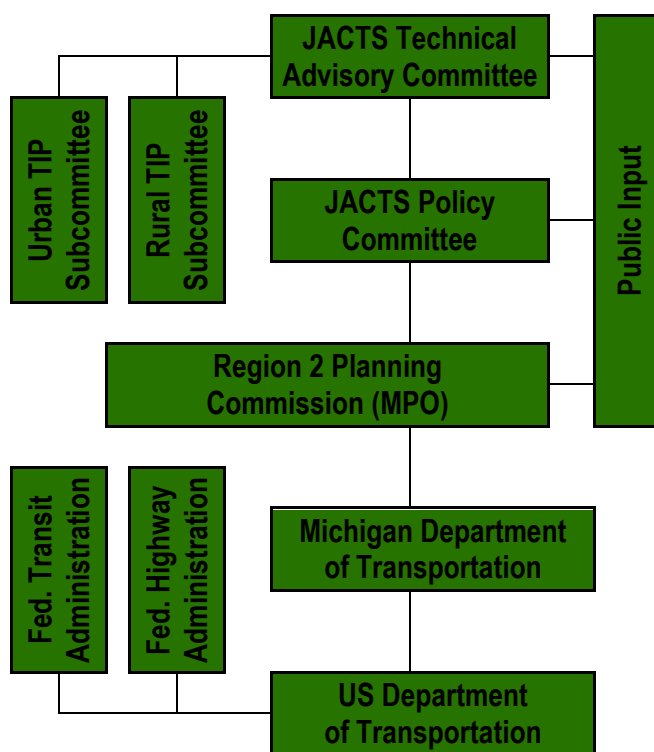 JACTS Technical
Advisory Committee
Urban TIP
Subcommittee
Rural TIP
Subcommittee
Public Input
JACTS Policy
Committee
Region 2 Planning
Commission (MPO)
Fed. Transit
Administration
Fed. Highway
Administration
Michigan Department
of Transportation
US Department
of Transportation